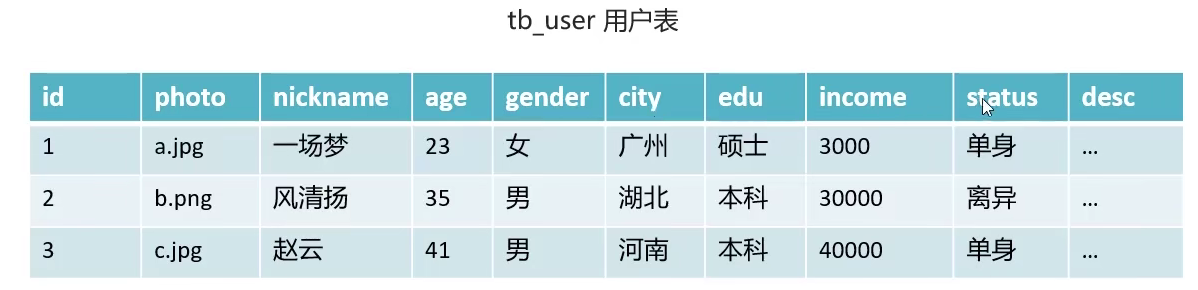 tb_user 用户表
id photo nickname age gender city edu income status desc
1 a.jpg 一场梦 23 女 广州 硕士 3000 单身 ...
2 b.png 风清扬 35 男 湖北 本科 30000 离异 ...
3 c.jpg 赵云 41 男 河南 本科 40000 单身 ...